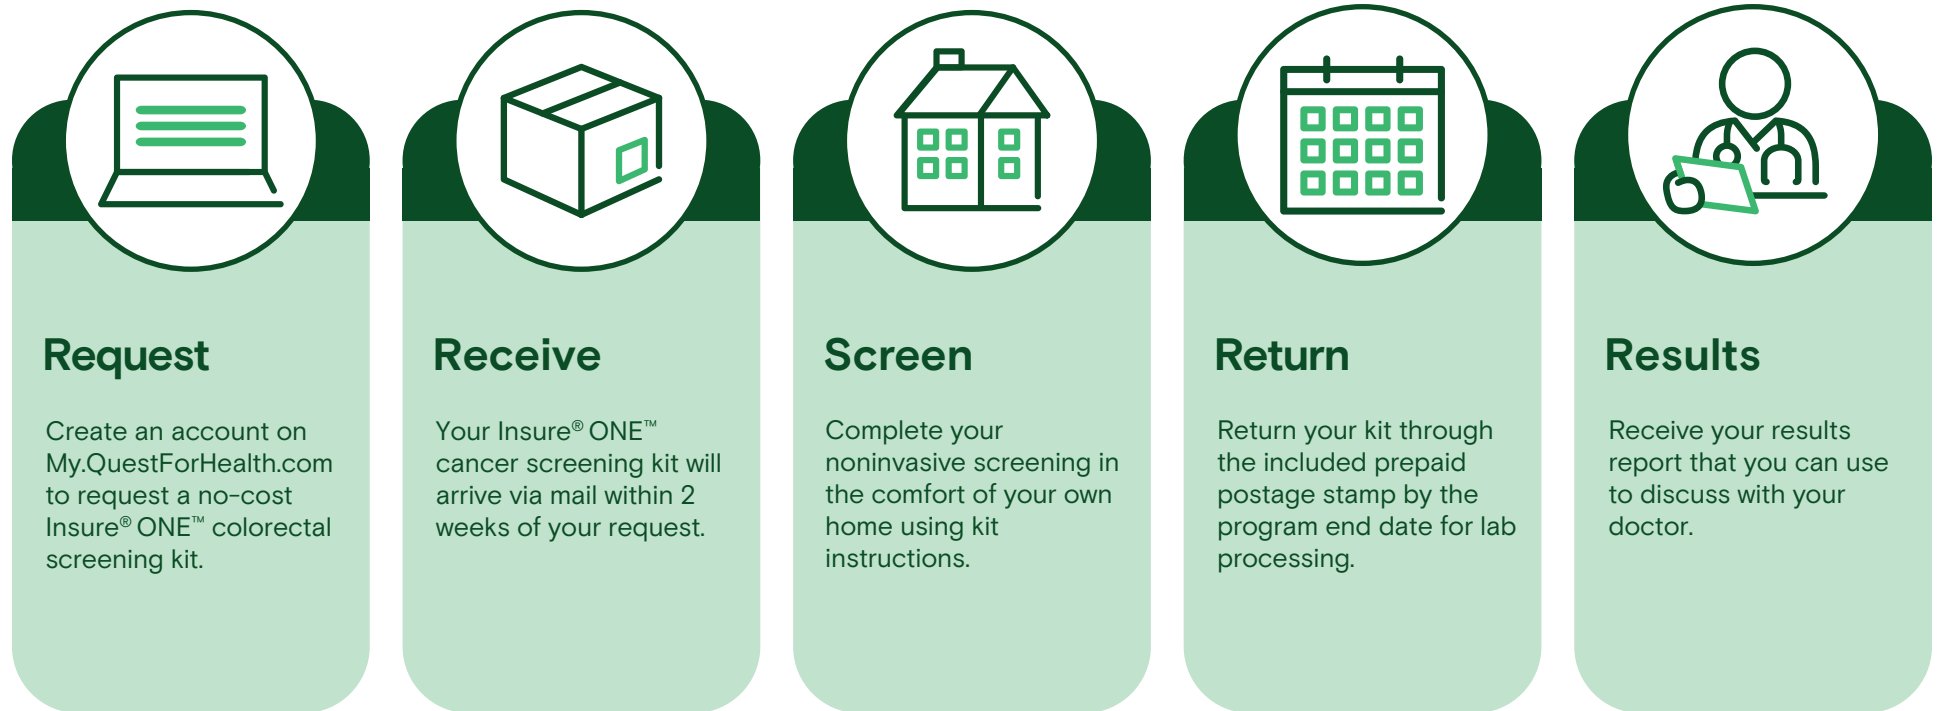 Request
Create an account on
My.QuestForHealth.com
to request a no-cost
Insure® ONE™ colorectal
screening kit.
Receive
Your Insure® ONE™
cancer screening kit will
arrive via mail within 2
weeks of your request.
Screen
Complete your
noninvasive screening in
the comfort of your own
home using kit
instructions.
Return
Return your kit through
the included prepaid
postage stamp by the
program end date for lab
processing.
Results
Receive your results
report that you can use
to discuss with your
doctor.